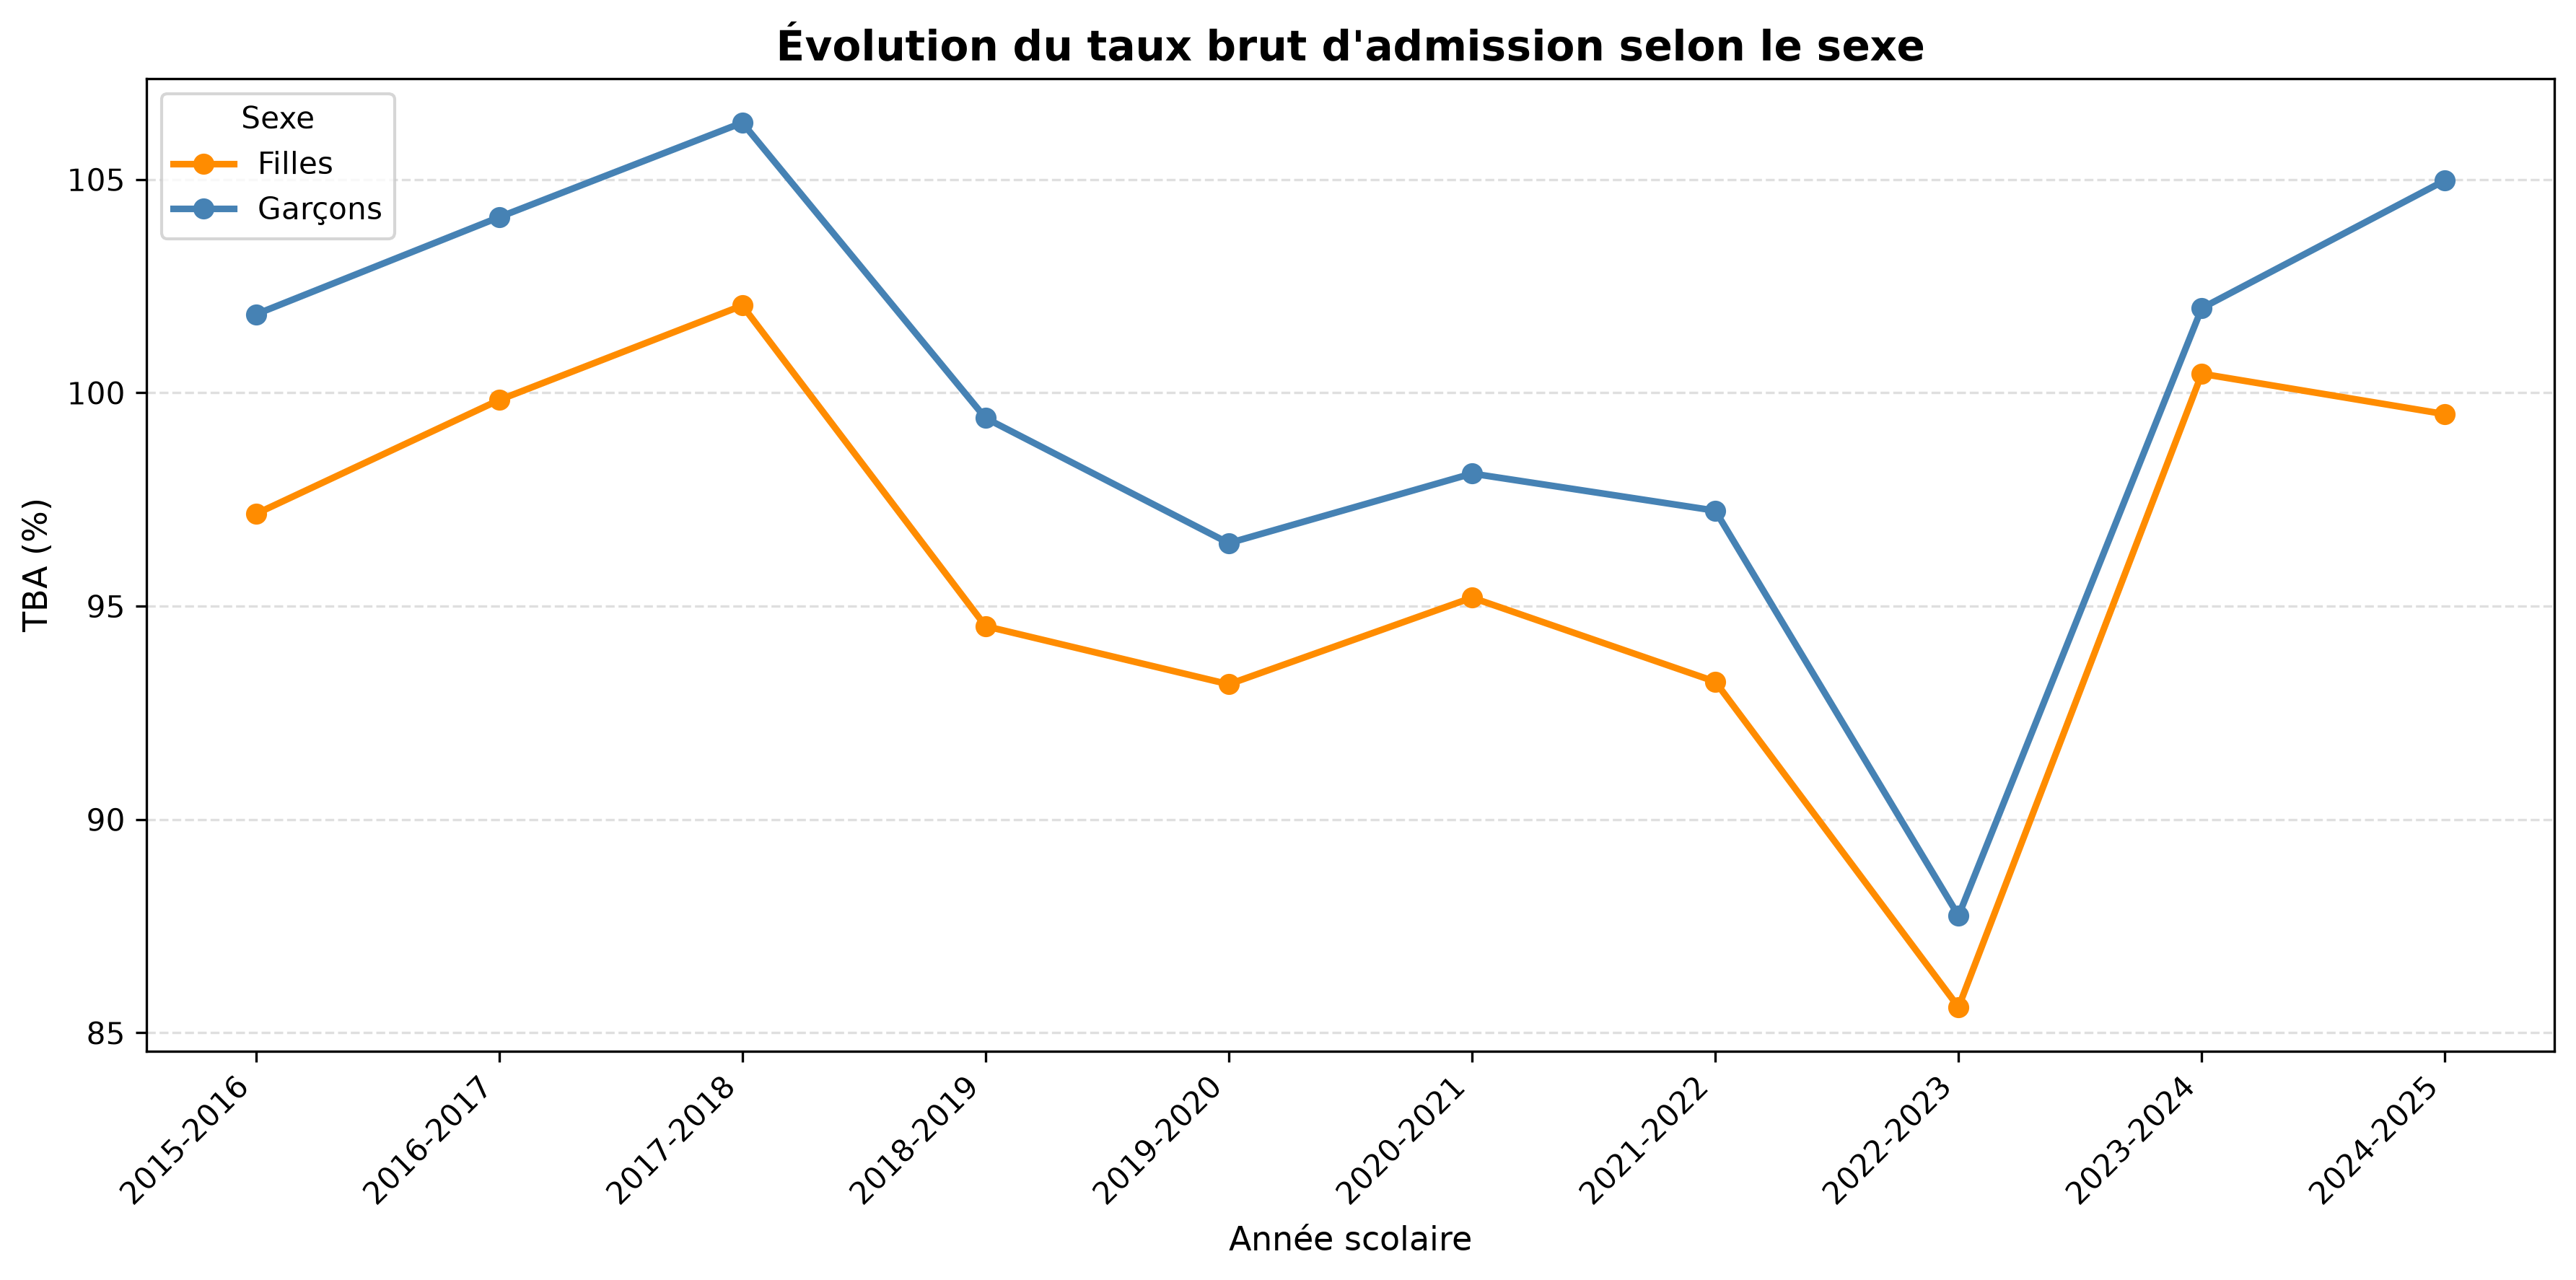 Évolution du taux brut d'admission selon le sexe
Sexe
Filles
Garçons
TBA (%)
105
100
95
90
85
2015-2016
2016-2017
2017-2018
2018-2019
2019-2020
2020-2021
2021-2022
2022-2023
2023-2024
2024-2025
Année scolaire